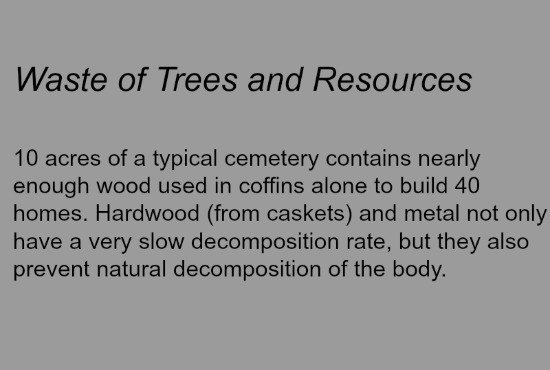 Waste of Trees and Resources
10 acres of a typical cemetery contains nearly
enough wood used in coffins alone to build 40
homes. Hardwood (from caskets) and metal not only
have a very slow decomposition rate, but they also
prevent natural decomposition of the body.